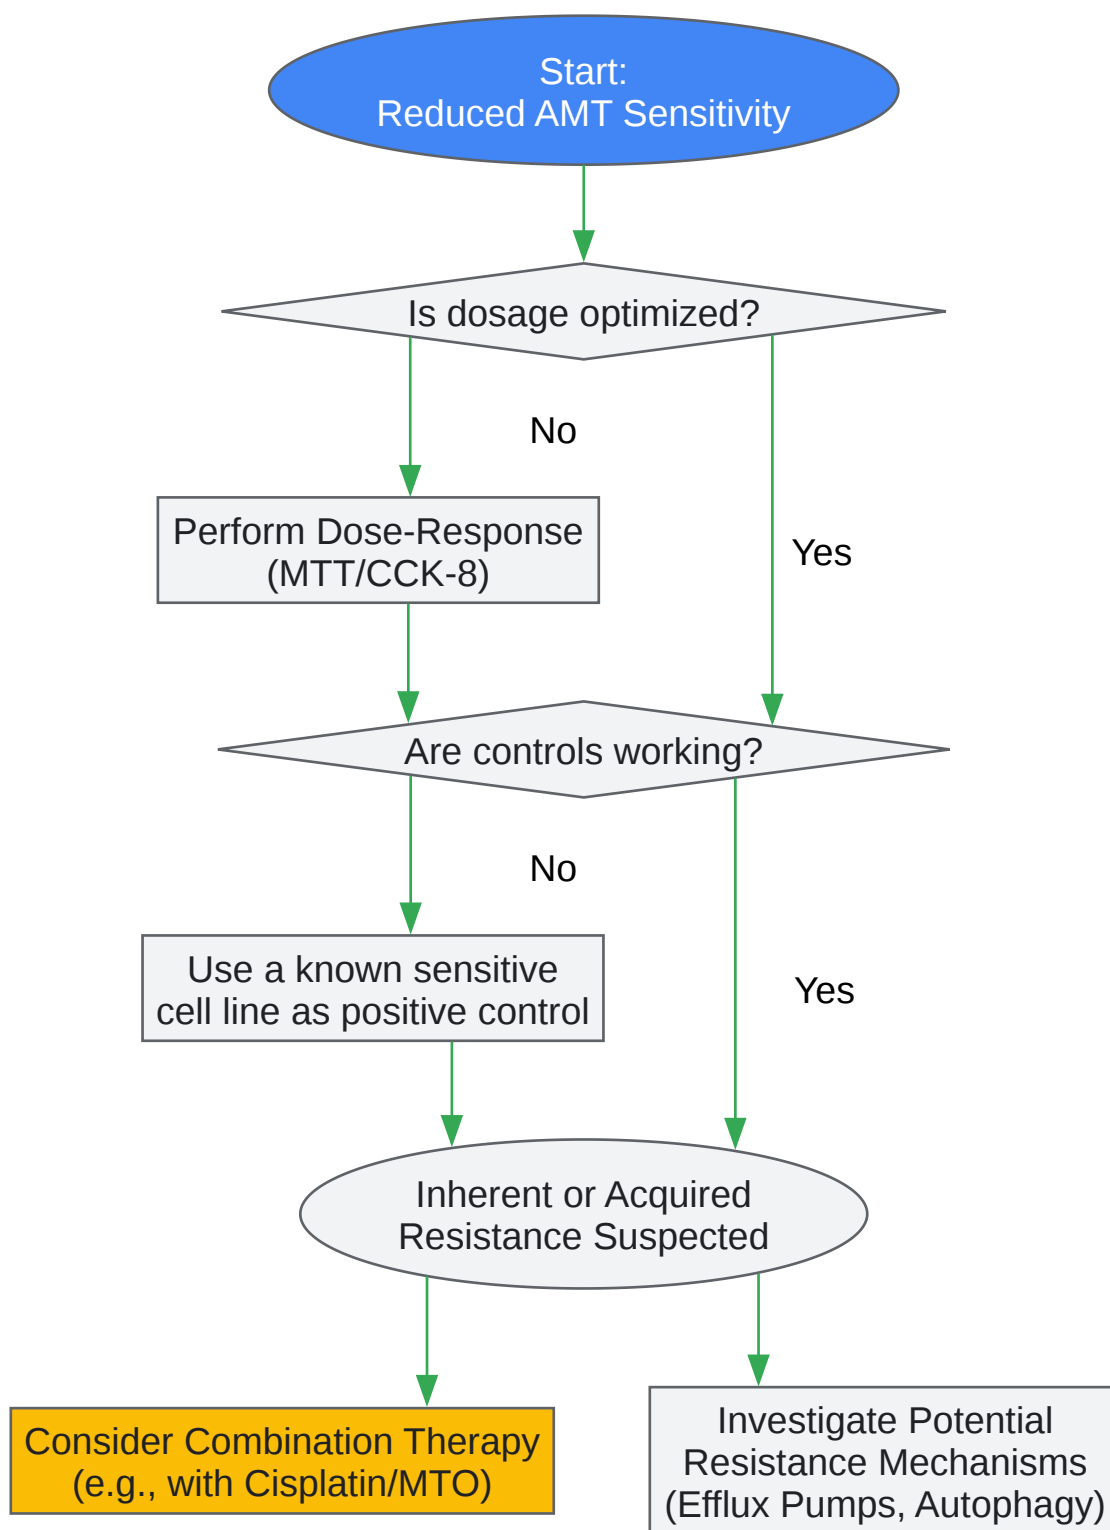 Start:
Reduced AMT Sensitivity
Is dosage optimized?
No
Perform Dose-Response
(MTT/CCK-8)
Yes
Are controls working?
No
Use a known sensitive
cell line as positive control
Yes
Inherent or Acquired
Resistance Suspected
Consider Combination Therapy
(e.g., with Cisplatin/MTO)
Investigate Potential
Resistance Mechanisms
(Efflux Pumps, Autophagy)